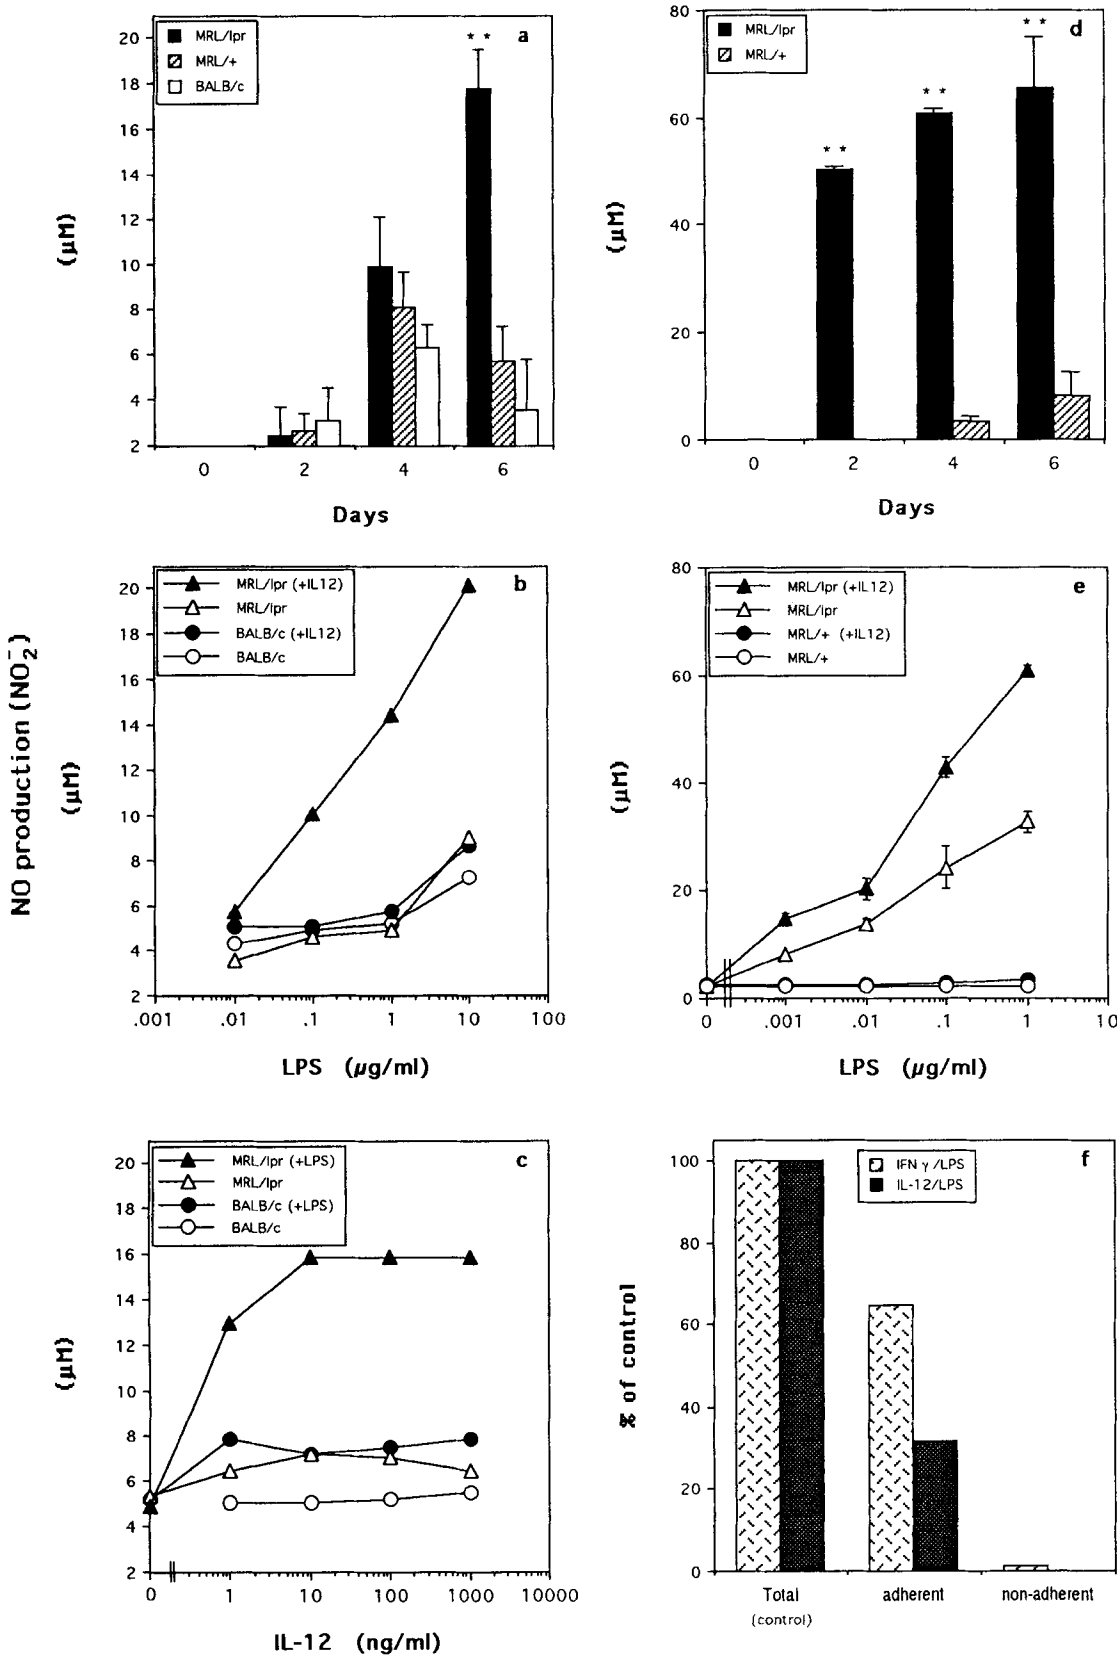 NO production (NO2-)
a
MRL/lpr
MRL/+
BALB/c
* *
20
18
16
14
12
10
8
6
4
2
(µM)
0 2 4 6
Days
d
MRL/lpr
MRL/+
* *
* *
* *
80
60
40
20
0
(µM)
0 2 4 6
Days
b
MRL/lpr (+IL12)
MRL/lpr
BALB/c (+IL12)
BALB/c
20
18
16
14
12
10
8
6
4
2
(µM)
.001 .01 .1 1 10 100
LPS (µg/ml)
e
MRL/lpr (+IL12)
MRL/lpr
MRL/+ (+IL12)
MRL/+
80
60
40
20
0
(µM)
0 .001 .01 .1 1 10
LPS (µg/ml)
c
MRL/lpr (+LPS)
MRL/lpr
BALB/c (+LPS)
BALB/c
20
18
16
14
12
10
8
6
4
2
(µM)
0 1 10 100 1000 10000
IL-12 (ng/ml)
f
IFN γ/LPS
IL-12/LPS
100
80
60
40
20
0
% of control
Total adherent non-adherent
(control)